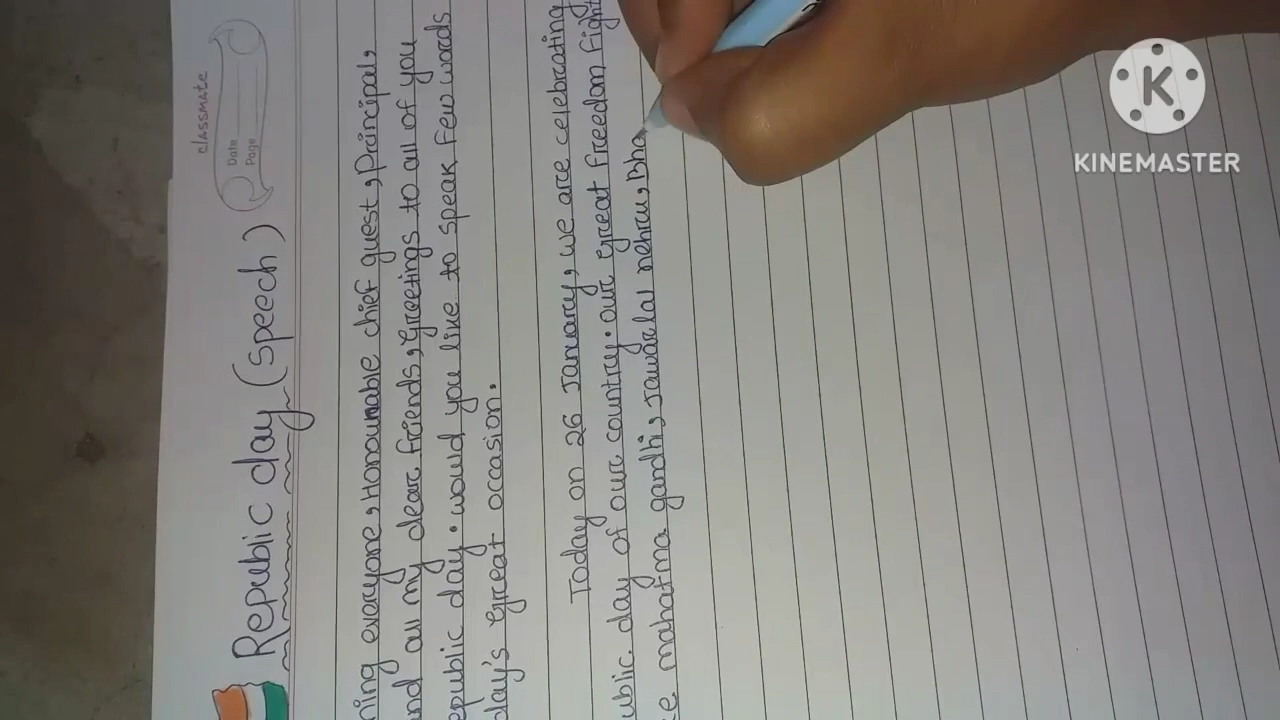 classmate
Date
Page
Republic day (speech)
ning everyone, Honourable chief guest, Principal,
nd all my dear friends, Greetings to all of you
epublic day. would you like to speak few words
day's great occasion.
Today on 26 January, we are celebrating
ublic day of our country. our great freedom fight
ke mahatma gandhi, Jawarlal nehru, Bha
KINEMASTER